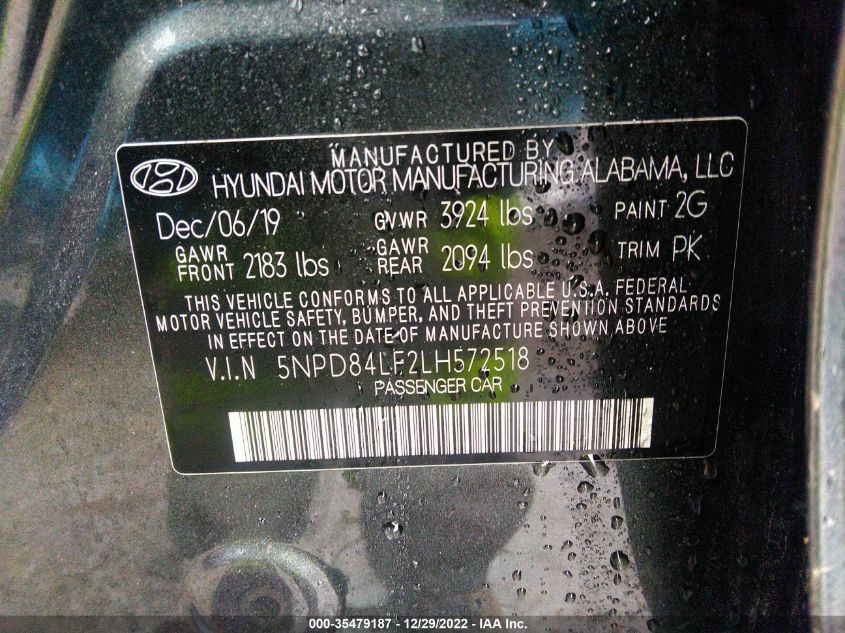 MANUFACTURED BY
HYUNDAI MOTOR MANUFACTURING ALABAMA, LLC
Dec/06/19 GVWR 3924 lbs PAINT 2G
GAWR FRONT 2183 lbs GAWR REAR 2094 lbs TRIM PK
THIS VEHICLE CONFORMS TO ALL APPLICABLE U.S.A. FEDERAL
MOTOR VEHICLE SAFETY, BUMPER, AND THEFT PREVENTION STANDARDS
IN EFFECT ON THE DATE OF MANUFACTURE SHOWN ABOVE
V.I.N 5NPD84LF2LH572518
PASSENGER CAR
000-35479187 - 12/29/2022 - IAA Inc.